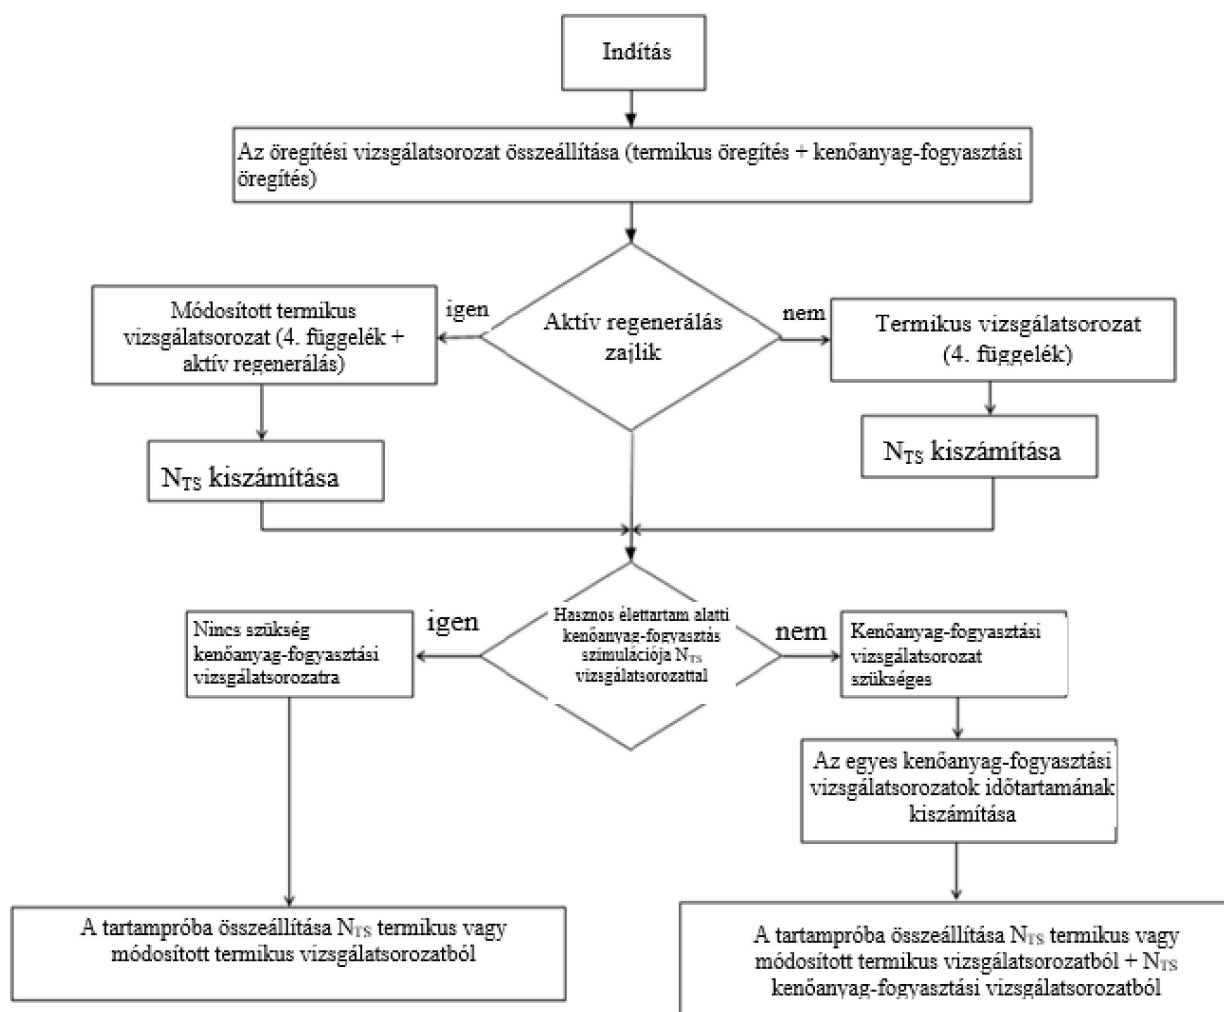 Indítás
Az öregítési vizsgálatsorozat összeállítása (termikus öregítés + kenőanyag-fogyasztási
öregítés)
Aktív regenerálás
zajlik
igen
nem
Módosított termikus
vizsgálatsorozat (4. függelék +
aktív regenerálás)
Termikus vizsgálatsorozat
(4. függelék)
NTS kiszámítása
NTS kiszámítása
Hasznos élettartam alatti
kenőanyag-fogyasztás
szimulációja NTS
vizsgálatsorozattal
igen
nem
Nincs szükség
kenőanyag-fogyasztási
vizsgálatsorozatra
Kenőanyag-fogyasztási
vizsgálatsorozat
szükséges
Az egyes kenőanyag-fogyasztási
vizsgálatsorozatok időtartamának
kiszámítása
A tartampróba összeállítása NTS termikus vagy
módosított termikus vizsgálatsorozatból
A tartampróba összeállítása NTS termikus vagy
módosított termikus vizsgálatsorozatból + NTS
kenőanyag-fogyasztási vizsgálatsorozatból